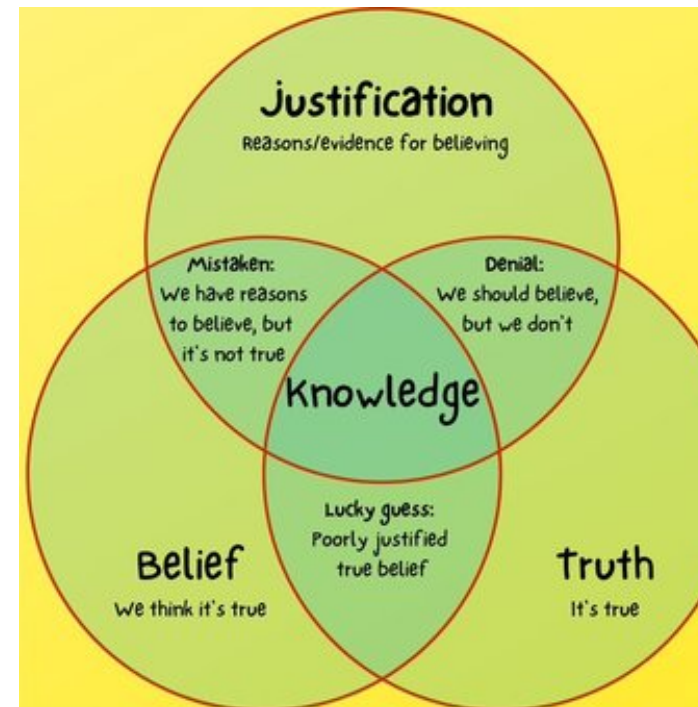 Justification
Reasons/evidence for believing
Mistaken:
We have reasons
to believe, but
it's not true
Denial:
We should believe,
but we don't
Knowledge
Lucky guess:
Poorly justified
true belief
Belief
We think it's true
Truth
It's true